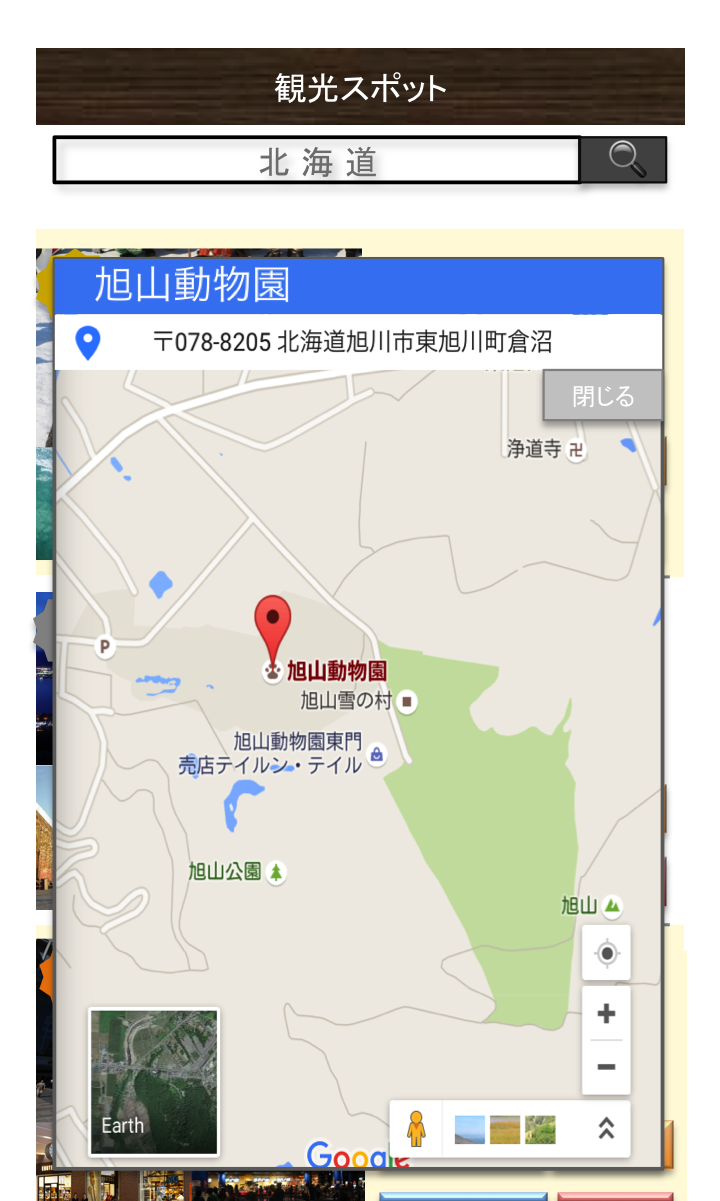 観光スポット
北海道
旭山動物園
〒078-8205 北海道旭川市東旭川町倉沼
閉じる
浄道寺
P
旭山動物園
旭山雪の村
旭山動物園東門
売店テイルン・テイル
旭山公園
旭山
Earth
Google